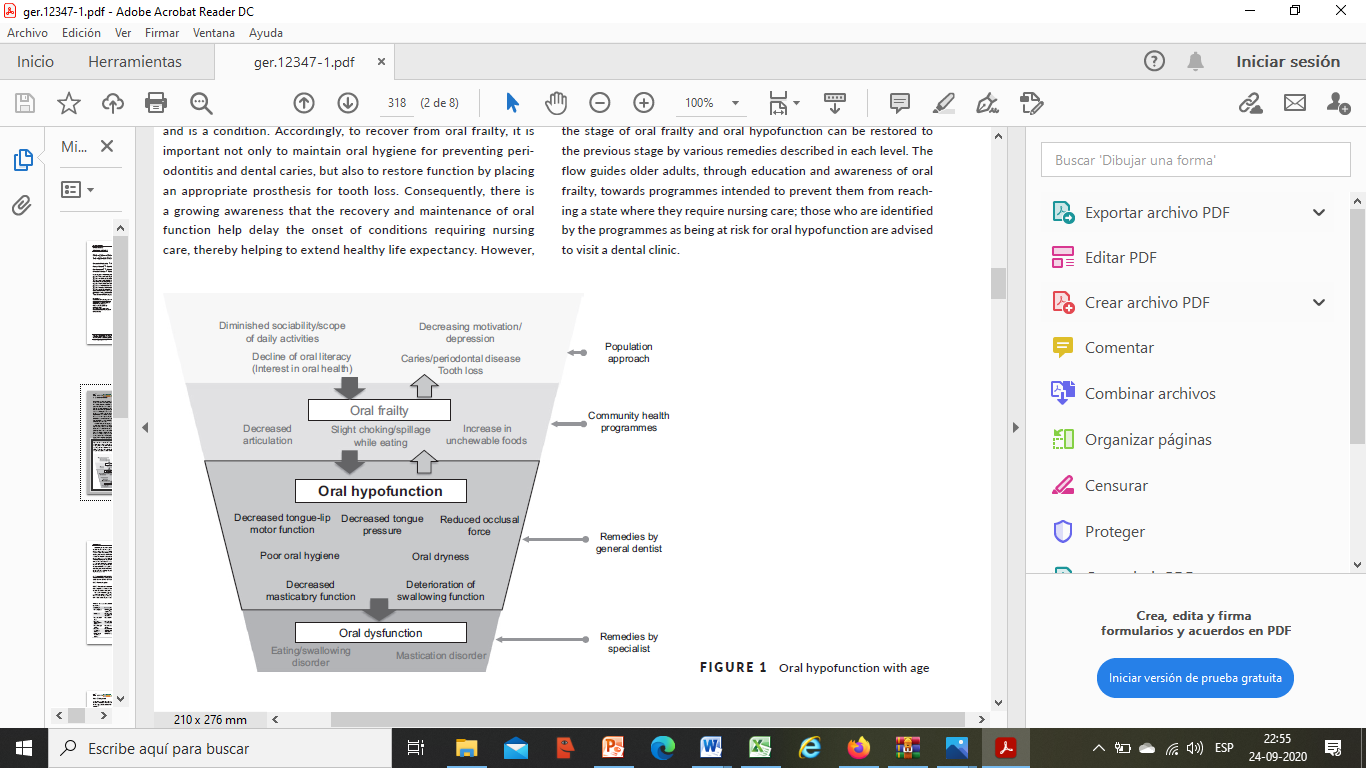 ger.12347-1.pdf - Adobe Acrobat Reader DC
Archivo Edición Ver Firmar Ventana Ayuda
Inicio Herramientas ger.12347-1.pdf × Iniciar sesión
318 (2 de 8) 100%
Mi...
and is a condition. Accordingly, to recover from oral frailty, it is
important not only to maintain oral hygiene for preventing peri-
odontitis and dental caries, but also to restore function by placing
an appropriate prosthesis for tooth loss. Consequently, there is
a growing awareness that the recovery and maintenance of oral
function help delay the onset of conditions requiring nursing
care, thereby helping to extend healthy life expectancy. However,
the stage of oral frailty and oral hypofunction can be restored to
the previous stage by various remedies described in each level. The
flow guides older adults, through education and awareness of oral
frailty, towards programmes intended to prevent them from reach-
ing a state where they require nursing care; those who are identified
by the programmes as being at risk for oral hypofunction are advised
to visit a dental clinic.
Diminished sociability/scope
of daily activities
Decreasing motivation/
depression
Decline of oral literacy
(Interest in oral health)
Caries/periodontal disease
Tooth loss
Population
approach
Oral frailty
Decreased
articulation
Slight choking/spillage
while eating
Increase in
unchewable foods
Community health
programmes
Oral hypofunction
Decreased tongue-lip
motor function
Decreased tongue
pressure
Reduced occlusal
force
Poor oral hygiene
Oral dryness
Decreased
masticatory function
Deterioration of
swallowing function
Remedies by
general dentist
Oral dysfunction
Eating/swallowing
disorder
Mastication disorder
Remedies by
specialist
FIGURE 1 Oral hypofunction with age
210 x 276 mm
Buscar 'Dibujar una forma'
Exportar archivo PDF
Editar PDF
Crear archivo PDF
Comentar
Combinar archivos
Organizar páginas
Censurar
Proteger
Crea, edita y firma
formularios y acuerdos en PDF
Iniciar versión de prueba gratuita
Escribe aquí para buscar
ESP
22:55
24-09-2020